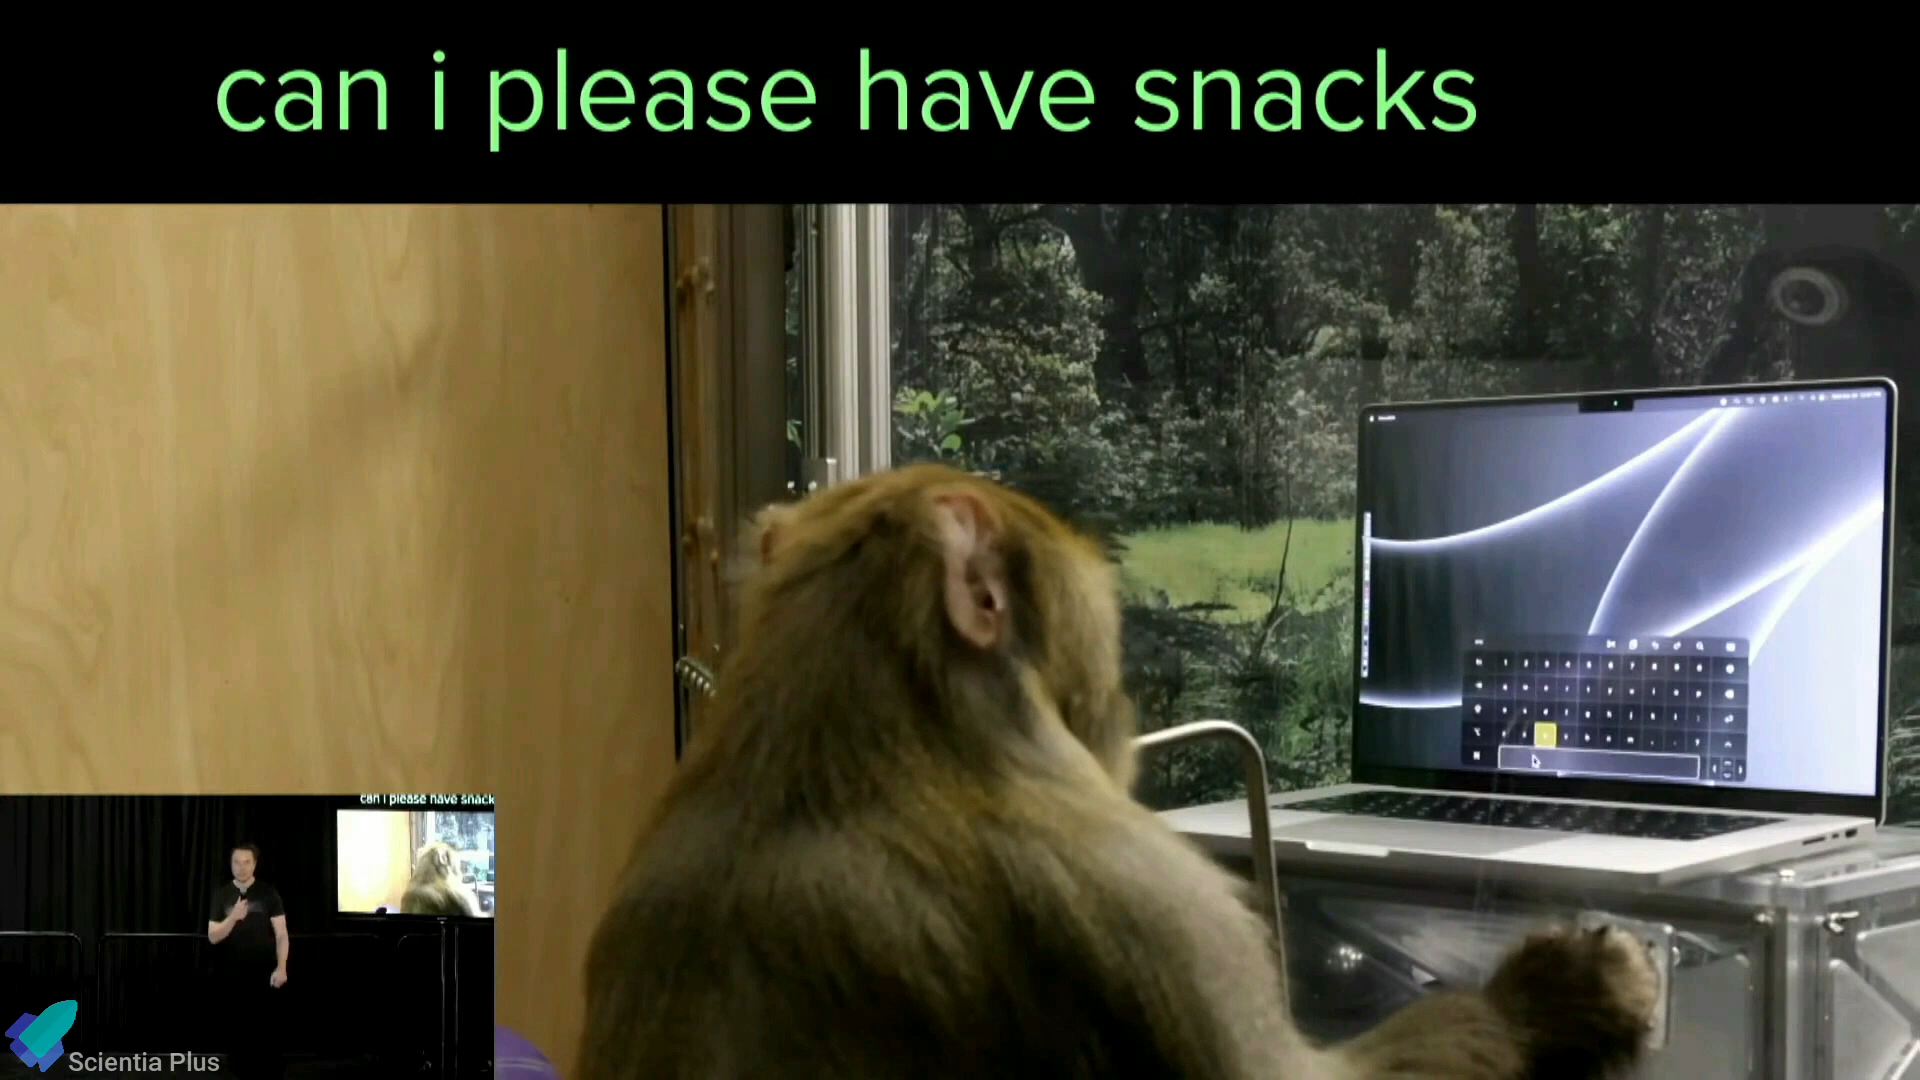 can i please have snacks
can i please have snack
Scientia Plus